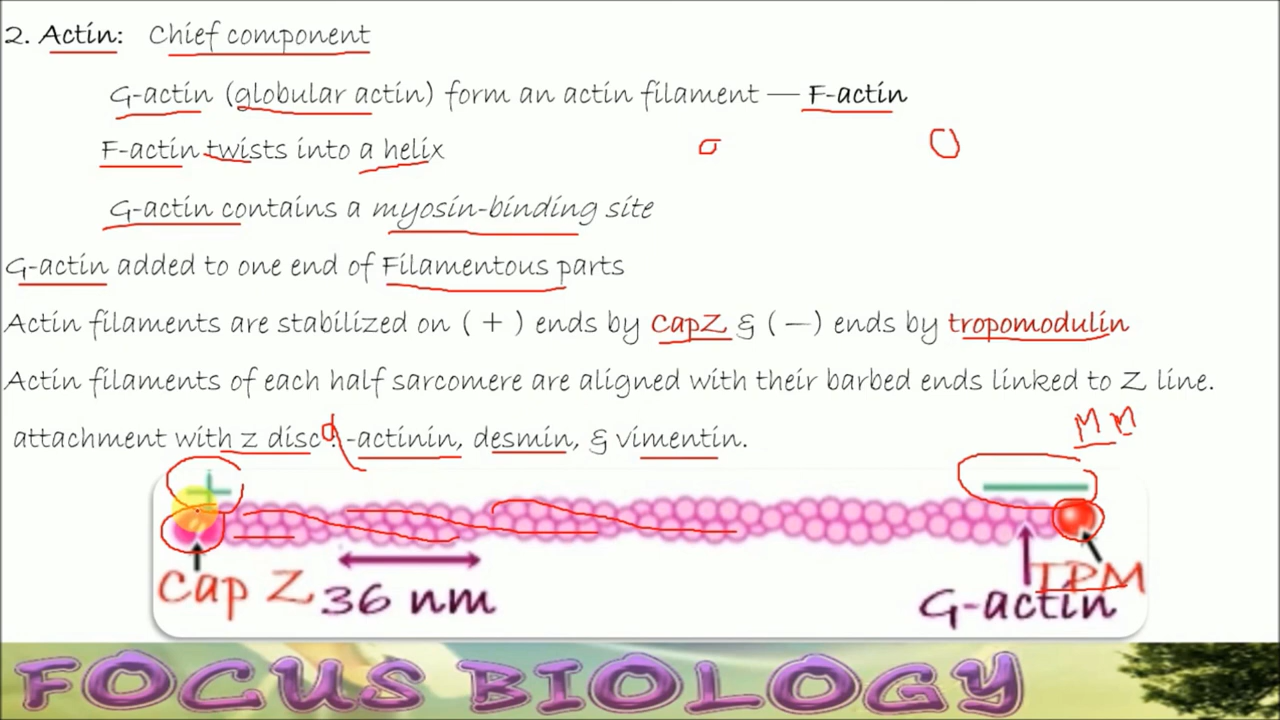 2. Actin: Chief component
G-actin (globular actin) form an actin filament — F-actin
F-actin twists into a helix
G-actin contains a myosin-binding site
G-actin added to one end of Filamentous parts
Actin filaments are stabilized on ( + ) ends by CapZ & ( — ) ends by tropomodulin
Actin filaments of each half sarcomere are aligned with their barbed ends linked to Z line.
attachment with z disc α-actinin, desmin, & vimentin.
+ —
Cap Z 36 nm G-actin TPM
FOCUS BIOLOGY